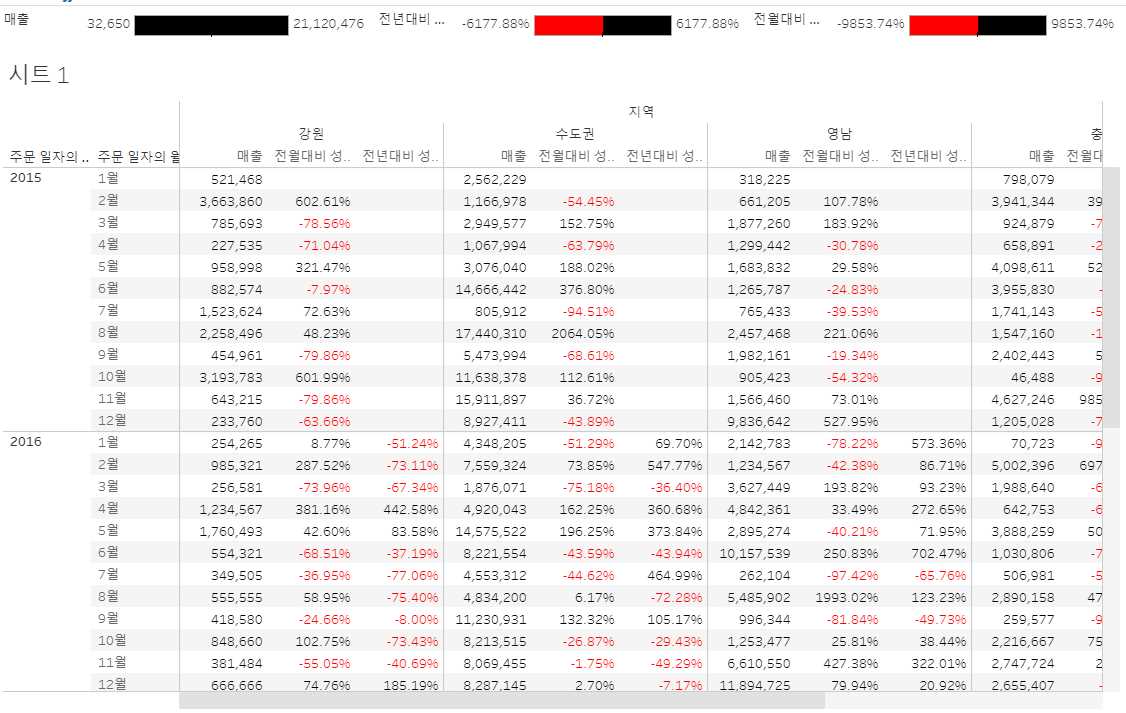 매출 32,650 21,120,476 전년대비 ... -6177.88% 6177.88% 전월대비 ... -9853.74% 9853.74%
시트 1
지역
강원 수도권 영남 충
주문 일자의 .. 주문 일자의 월 매출 전월대비 성.. 전년대비 성.. 매출 전월대비 성.. 전년대비 성.. 매출 전월대비 성.. 전년대비 성.. 매출 전월대
2015 1월 521,468 2,562,229 318,225 798,079
2월 3,663,860 602.61% 1,166,978 -54.45% 661,205 107.78% 3,941,344 39
3월 785,693 -78.56% 2,949,577 152.75% 1,877,260 183.92% 924,879 -7
4월 227,535 -71.04% 1,067,994 -63.79% 1,299,442 -30.78% 658,891 -2
5월 958,998 321.47% 3,076,040 188.02% 1,683,832 29.58% 4,098,611 52
6월 882,574 -7.97% 14,666,442 376.80% 1,265,787 -24.83% 3,955,830 -
7월 1,523,624 72.63% 805,912 -94.51% 765,433 -39.53% 1,741,143 -5
8월 2,258,496 48.23% 17,440,310 2064.05% 2,457,468 221.06% 1,547,160 -1
9월 454,961 -79.86% 5,473,994 -68.61% 1,982,161 -19.34% 2,402,443 5
10월 3,193,783 601.99% 11,638,378 112.61% 905,423 -54.32% 46,488 -9
11월 643,215 -79.86% 15,911,897 36.72% 1,566,460 73.01% 4,627,246 985
12월 233,760 -63.66% 8,927,411 -43.89% 9,836,642 527.95% 1,205,028 -7
2016 1월 254,265 8.77% -51.24% 4,348,205 -51.29% 69.70% 2,142,783 -78.22% 573.36% 70,723 -9
2월 985,321 287.52% -73.11% 7,559,324 73.85% 547.77% 1,234,567 -42.38% 86.71% 5,002,396 697
3월 256,581 -73.96% -67.34% 1,876,071 -75.18% -36.40% 3,627,449 193.82% 93.23% 1,988,640 -6
4월 1,234,567 381.16% 442.58% 4,920,043 162.25% 360.68% 4,842,361 33.49% 272.65% 642,753 -6
5월 1,760,493 42.60% 83.58% 14,575,522 196.25% 373.84% 2,895,274 -40.21% 71.95% 3,888,259 50
6월 554,321 -68.51% -37.19% 8,221,554 -43.59% -43.94% 10,157,539 250.83% 702.47% 1,030,806 -7
7월 349,505 -36.95% -77.06% 4,553,312 -44.62% 464.99% 262,104 -97.42% -65.76% 506,981 -5
8월 555,555 58.95% -75.40% 4,834,200 6.17% -72.28% 5,485,902 1993.02% 123.23% 2,890,158 47
9월 418,580 -24.66% -8.00% 11,230,931 132.32% 105.17% 996,344 -81.84% -49.73% 259,577 -9
10월 848,660 102.75% -73.43% 8,213,515 -26.87% -29.43% 1,253,477 25.81% 38.44% 2,216,667 75
11월 381,484 -55.05% -40.69% 8,069,455 -1.75% -49.29% 6,610,550 427.38% 322.01% 2,747,724 2
12월 666,666 74.76% 185.19% 8,287,145 2.70% -7.17% 11,894,725 79.94% 20.92% 2,655,407 -